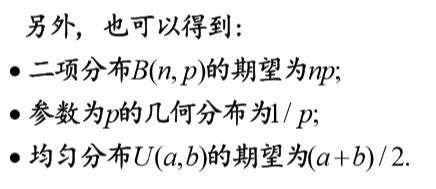 另外，也可以得到：
• 二项分布B(n, p)的期望为np;
• 参数为p的几何分布为1/ p;
• 均匀分布U(a,b)的期望为(a+b)/2.